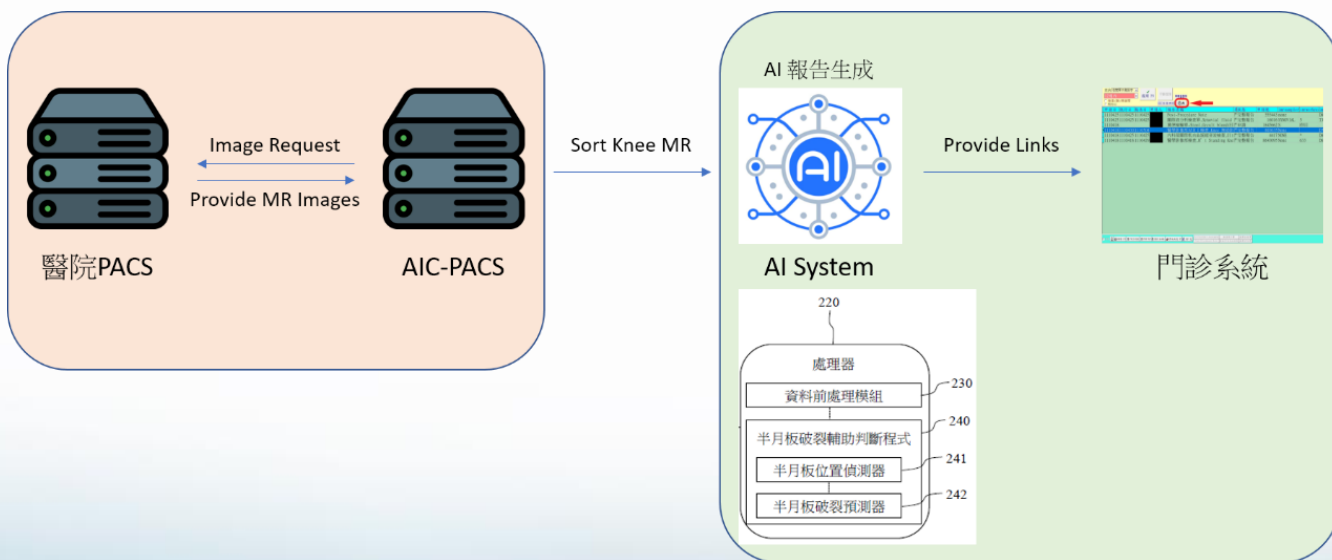 Image Request
Provide MR Images
醫院PACS
AIC-PACS
Sort Knee MR
AI 報告生成
AI
AI System
Provide Links
門診系統
220
處理器
資料前處理模組
230
半月板破裂輔助判斷程式
240
半月板位置偵測器
241
半月板破裂預測器
242